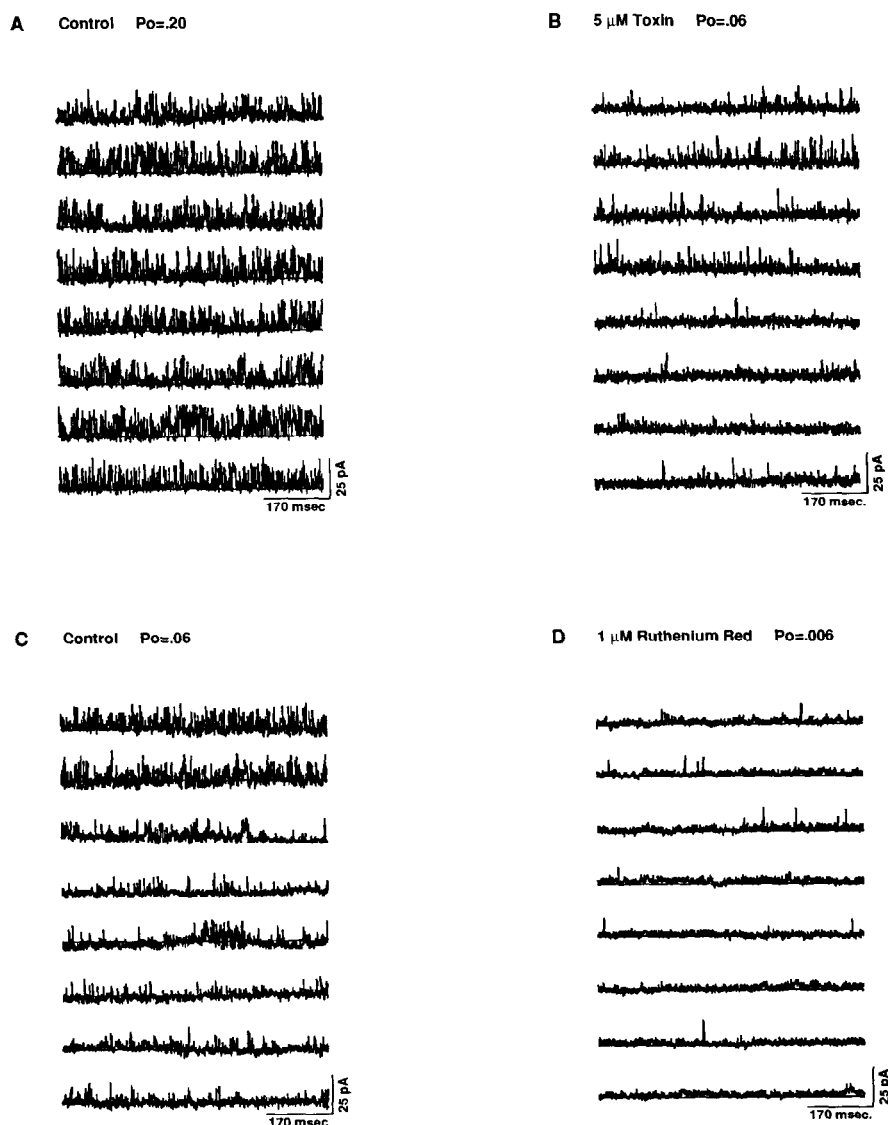 A Control Po=.20
B 5 μM Toxin Po=.06
25 pA
170 msec
25 pA
170 msec.
C Control Po=.06
D 1 μM Ruthenium Red Po=.006
25 pA
170 msec.
25 pA
170 msec.